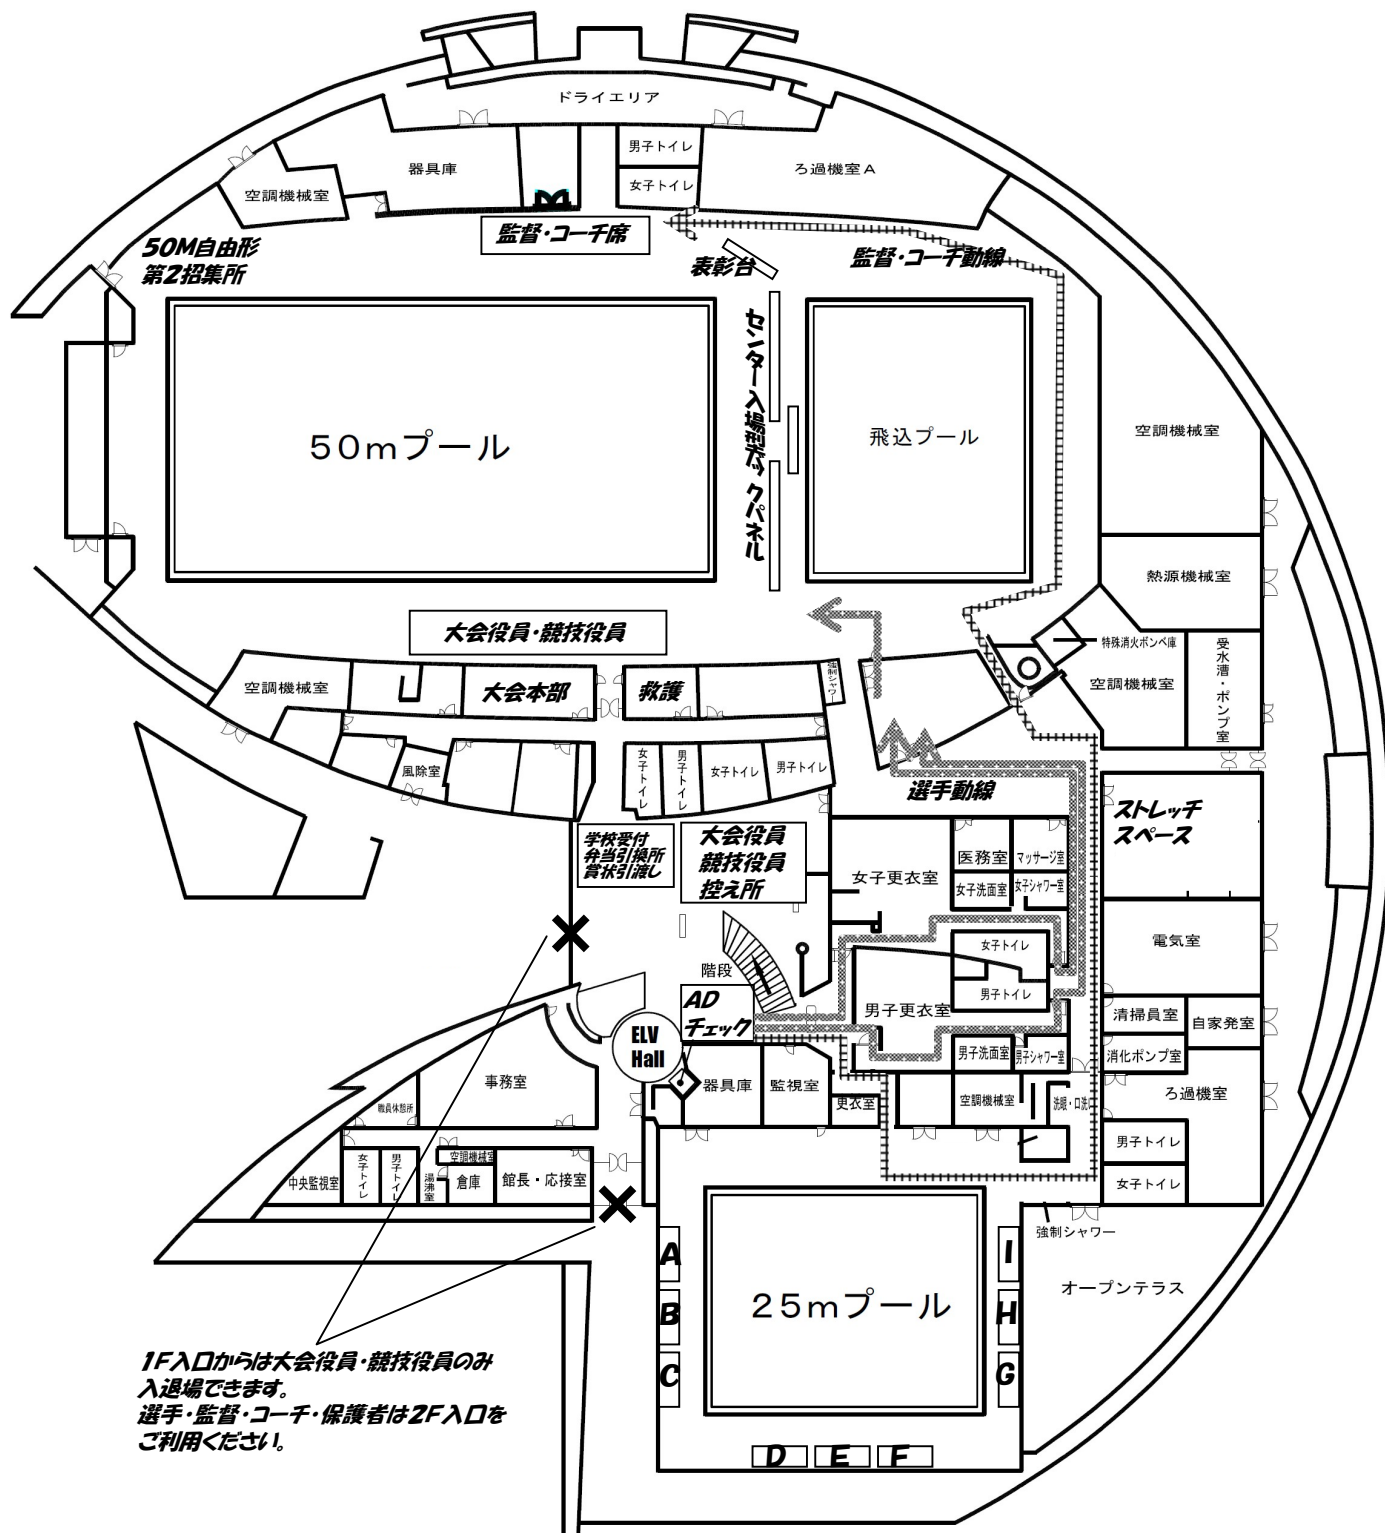 ドライエリア
器具庫
男子トイレ
女子トイレ
ろ過機室A
空調機械室
50M自由形
第2招集所
監督・コーチ席
表彰台
監督・コーチ動線
センター入場型バックパネル
50mプール
飛込プール
空調機械室
熱源機械室
特殊消火ボンベ庫
空調機械室
受水漕・ポンプ室
大会役員・競技役員
空調機械室
大会本部
救護
強制シャワー
風除室
女子トイレ
男子トイレ
女子トイレ
男子トイレ
選手動線
ストレッチ
スペース
学校受付
弁当引換所
賞状引渡し
大会役員
競技役員
控え所
女子更衣室
医務室
マッサージ室
女子洗面室
女子シャワー室
電気室
女子トイレ
男子トイレ
階段
男子更衣室
AD
チェック
ELV
Hall
清掃員室
自家発室
消化ポンプ室
男子洗面室
男子シャワー室
事務室
職員休憩所
器具庫
監視室
更衣室
空調機械室
洗眼・口洗い
ろ過機室
男子トイレ
女子トイレ
中央監視室
女子トイレ
男子トイレ
湯沸室
空調機械室
倉庫
館長・応接室
強制シャワー
オープンテラス
25mプール
A
B
C
D
E
F
G
H
I
1F入口からは大会役員・競技役員のみ
入退場できます。
選手・監督・コーチ・保護者は2F入口を
ご利用ください。